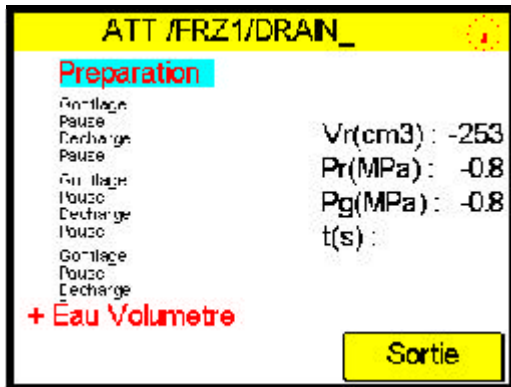 ATT /FRZ1/DRAIN_
Preparation
Gonflage
Pause
Decharge
Pause
Gonflage
Pause
Decharge
Pause
Gonflage
Pause
Decharge
+ Eau Volumetre
Vr(cm3) : -253
Pr(MPa) : -0.8
Pg(MPa) : -0.8
t(s) :
Sortie